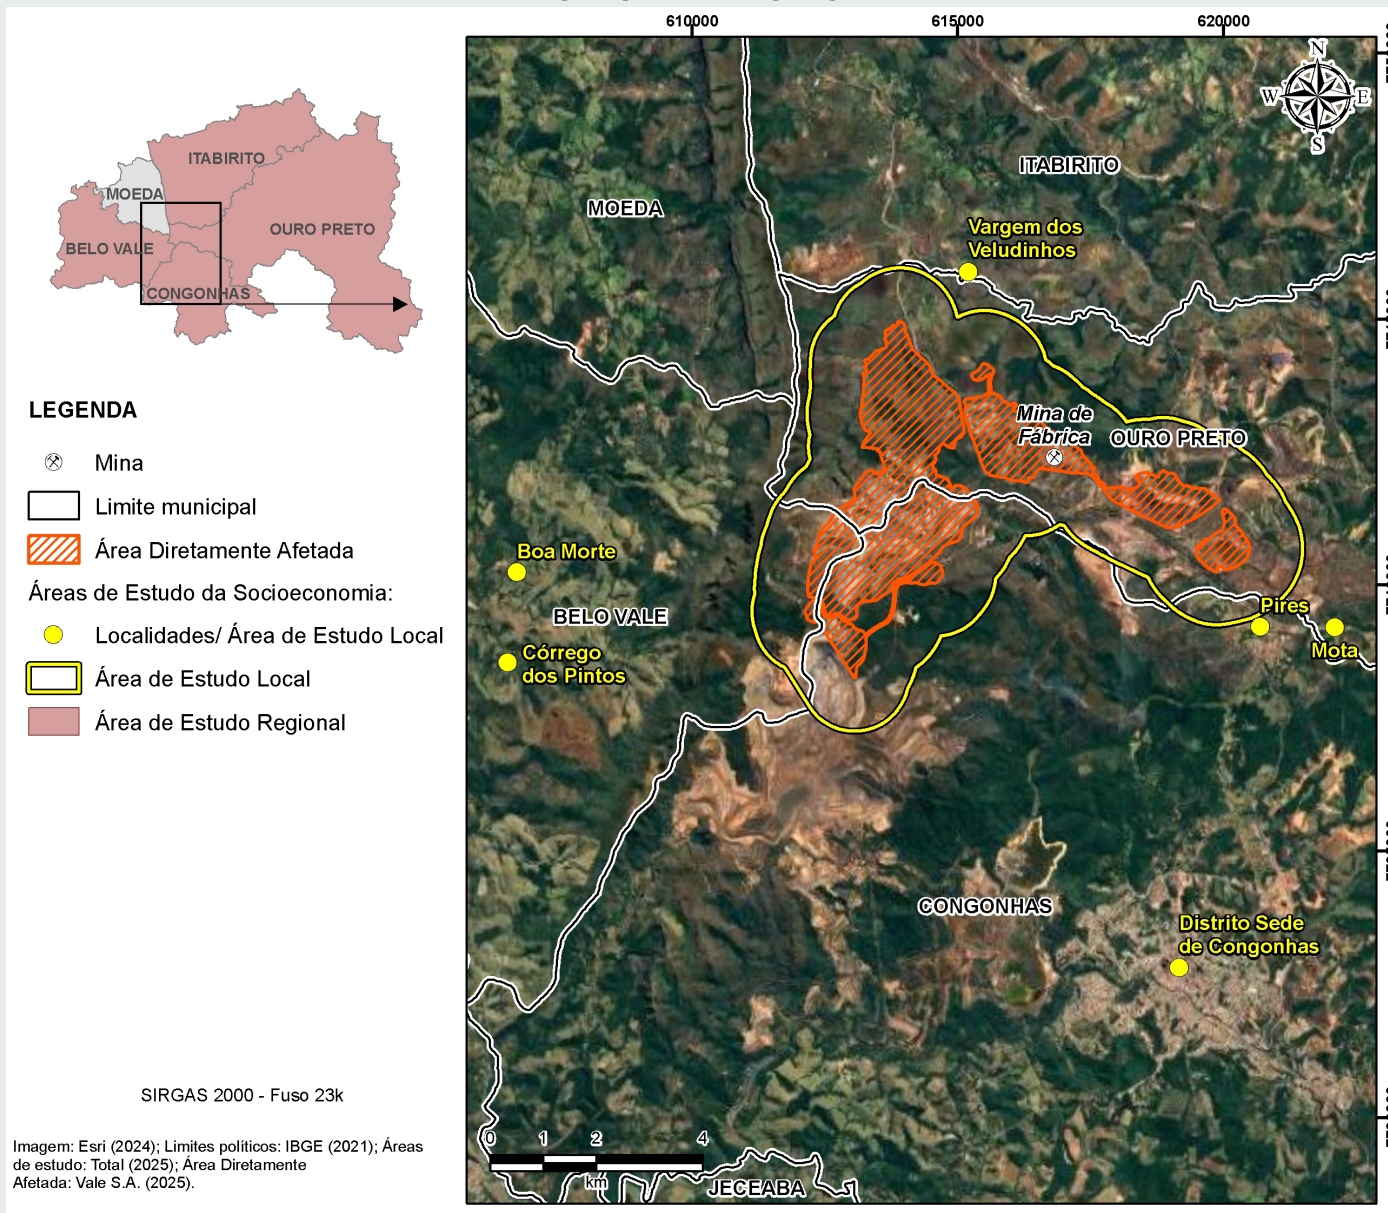 610000
615000
620000
N
W
E
S
ITABIRITO
MOEDA
OURO PRETO
BELO VALE
CONGONHAS
ITABIRITO
MOEDA
Vargem dos
Veludinhos
Mina de
Fábrica
OURO PRETO
Boa Morte
BELO VALE
Córrego
dos Pintos
Pires
Mota
CONGONHAS
Distrito Sede
de Congonhas
JECEABA
0
1
2
4
km
LEGENDA
Mina
Limite municipal
Área Diretamente Afetada
Áreas de Estudo da Socioeconomia:
Localidades/ Área de Estudo Local
Área de Estudo Local
Área de Estudo Regional
SIRGAS 2000 - Fuso 23k
Imagem: Esri (2024); Limites políticos: IBGE (2021); Áreas
de estudo: Total (2025); Área Diretamente
Afetada: Vale S.A. (2025).